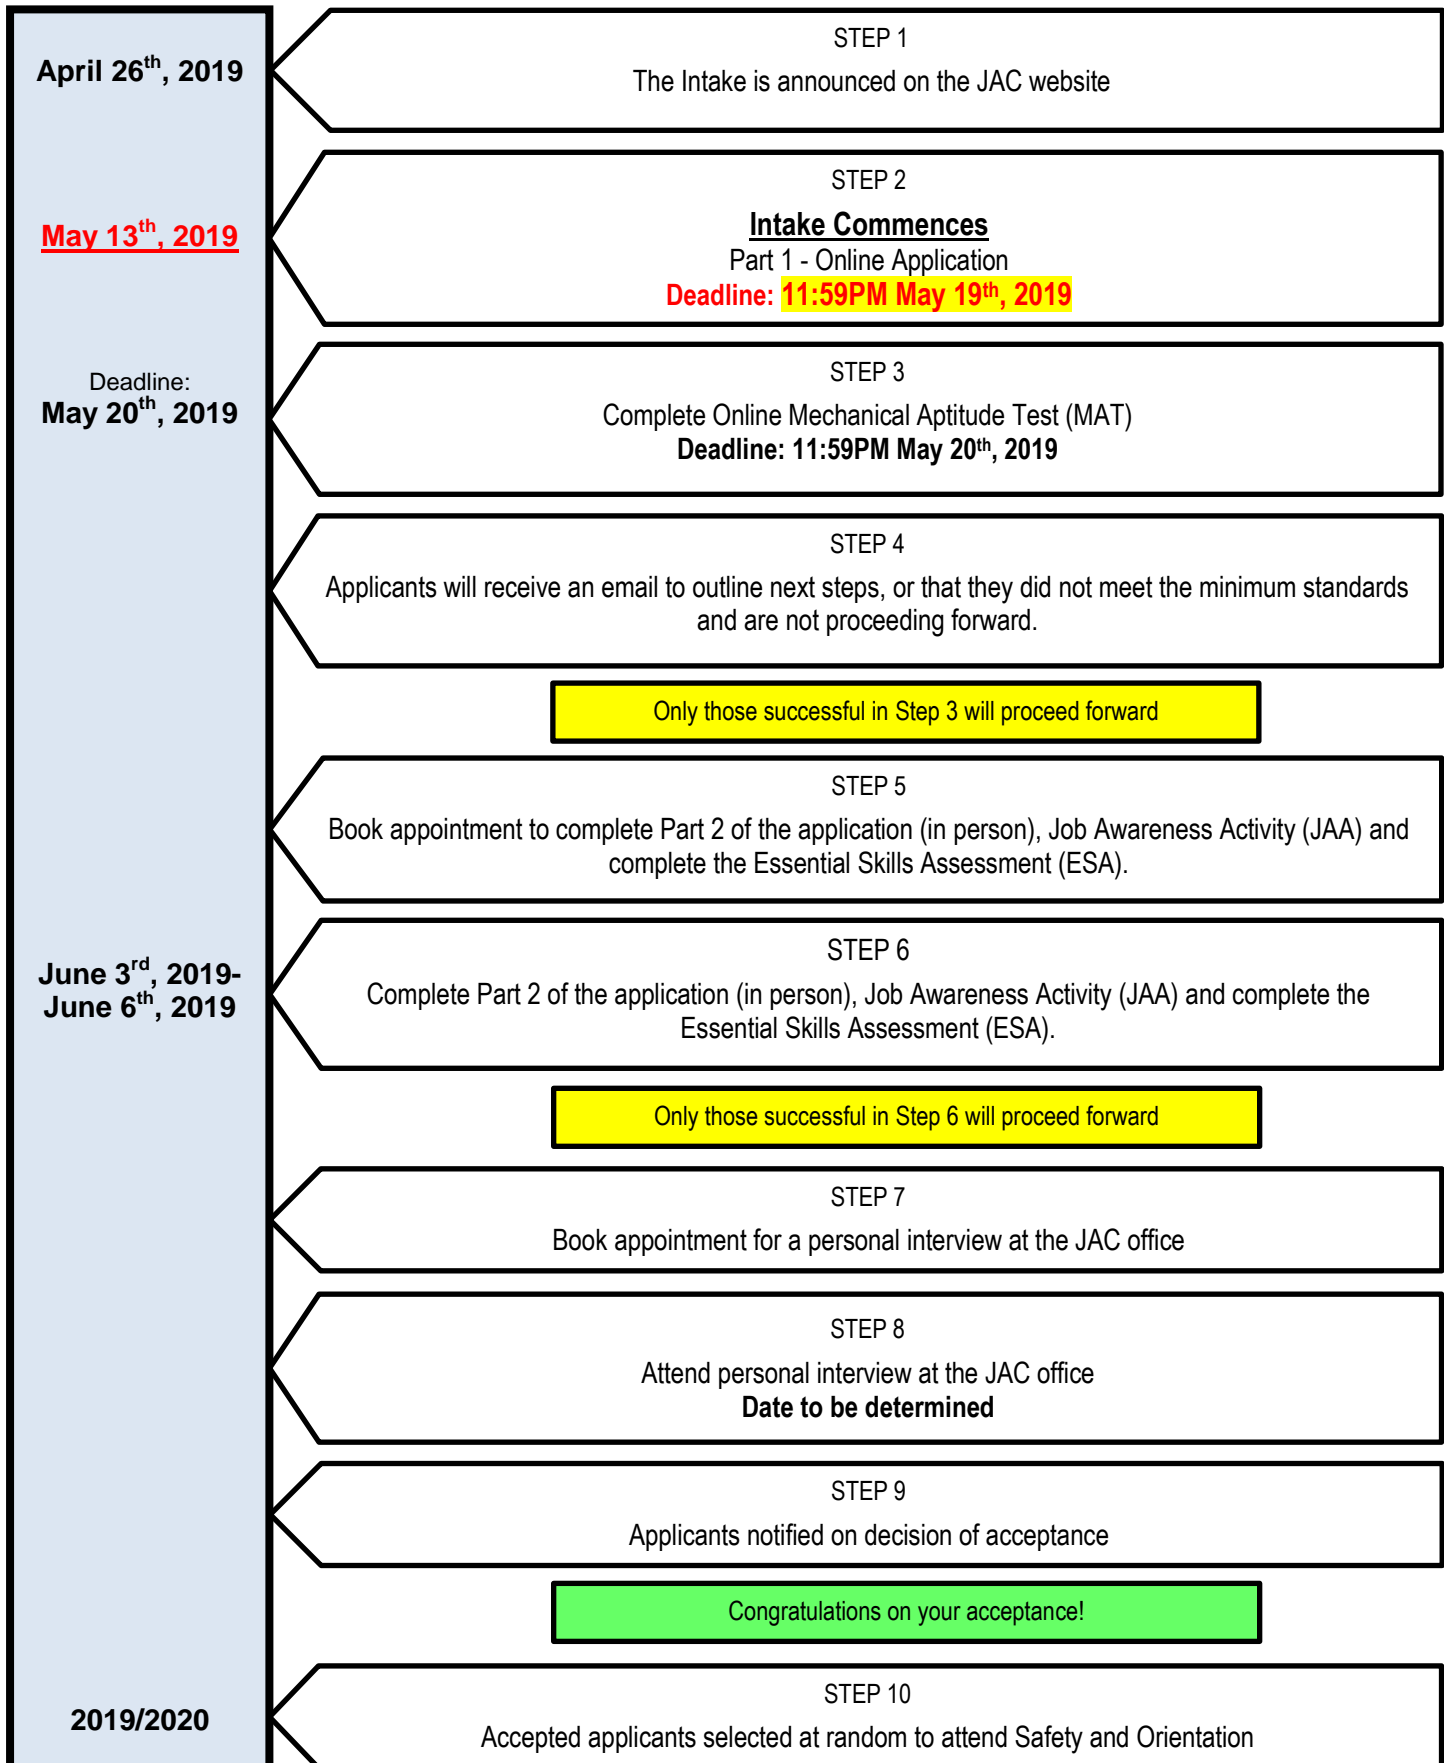 April 26th, 2019
STEP 1
The Intake is announced on the JAC website
May 13th, 2019
STEP 2
Intake Commences
Part 1 - Online Application
Deadline: 11:59PM May 19th, 2019
Deadline:
May 20th, 2019
STEP 3
Complete Online Mechanical Aptitude Test (MAT)
Deadline: 11:59PM May 20th, 2019
STEP 4
Applicants will receive an email to outline next steps, or that they did not meet the minimum standards
and are not proceeding forward.
Only those successful in Step 3 will proceed forward
STEP 5
Book appointment to complete Part 2 of the application (in person), Job Awareness Activity (JAA) and
complete the Essential Skills Assessment (ESA).
June 3rd, 2019-
June 6th, 2019
STEP 6
Complete Part 2 of the application (in person), Job Awareness Activity (JAA) and complete the
Essential Skills Assessment (ESA).
Only those successful in Step 6 will proceed forward
STEP 7
Book appointment for a personal interview at the JAC office
STEP 8
Attend personal interview at the JAC office
Date to be determined
STEP 9
Applicants notified on decision of acceptance
Congratulations on your acceptance!
2019/2020
STEP 10
Accepted applicants selected at random to attend Safety and Orientation